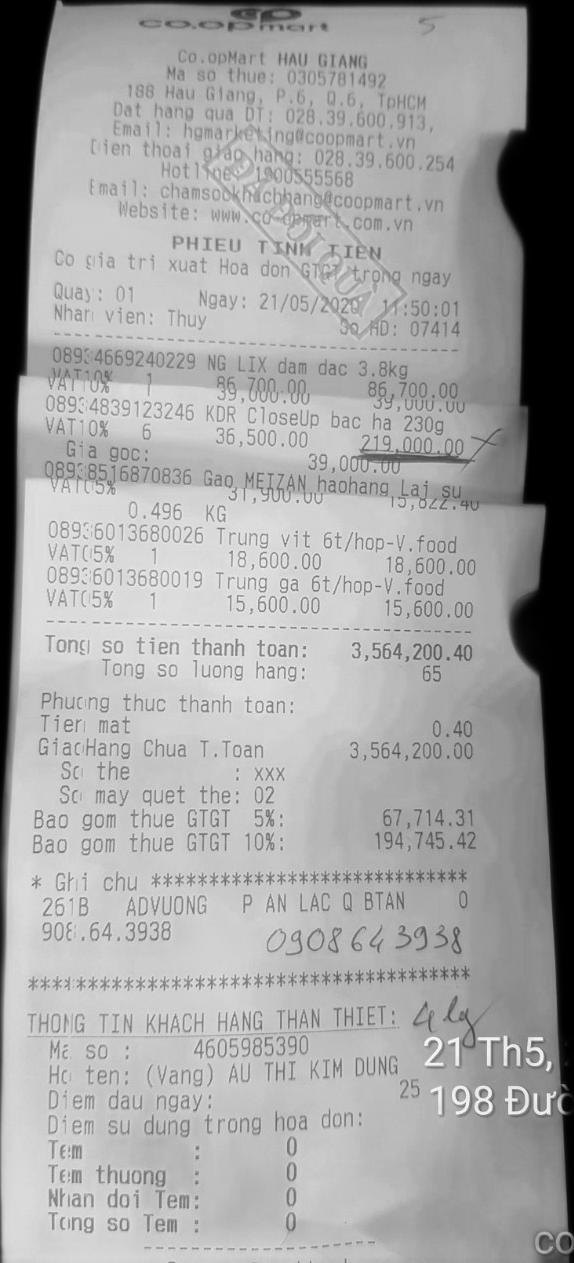 co.opmart
5
Co.opMart HAU GIANG
Ma so thue: 0305781492
188 Hau Giang, P.6, Q.6, TpHCM
Dat hang qua DT: 028.39.600.913,
Email: hgmarketing@coopmart.vn
Dien thoai giao hang: 028.39.600.254
Hotline: 1900555568
Email: chamsockhachhang@coopmart.vn
Website: www.co-opmart.com.vn
ĐÃ ĐỔI QUÀ
PHIEU TINH TIEN
Co gia tri xuat Hoa don GTGT trong ngay
Quay: 01 Ngay: 21/05/2020 11:50:01
Nhan vien: Thuy So HD: 07414
08934669240229 NG LIX dam dac 3.8kg
VAT10% 1 86,700.00 86,700.00
39,000.00 39,000.00
08934839123246 KDR CloseUp bac ha 230g
VAT10% 6 36,500.00 219,000.00
Gia goc: 39,000.00
08938516870836 Gao MEIZAN haohang Lai su
VAT05% 31,900.00 15,822.40
0.496 KG
08936013680026 Trung vit 6t/hop-V.food
VAT05% 1 18,600.00 18,600.00
08936013680019 Trung ga 6t/hop-V.food
VAT05% 1 15,600.00 15,600.00
Tong so tien thanh toan: 3,564,200.40
Tong so luong hang: 65
Phuong thuc thanh toan:
Tien mat 0.40
GiaoHang Chua T.Toan 3,564,200.00
So the : xxx
So may quet the: 02
Bao gom thue GTGT 5%: 67,714.31
Bao gom thue GTGT 10%: 194,745.42
* Ghi chu ****************************
261B ADVUONG P AN LAC Q BTAN 0
908.64.3938
0908643938
***************************************
THONG TIN KHACH HANG THAN THIET:
Ma so : 4605985390
Ho ten: (Vang) AU THI KIM DUNG
Diem dau ngay: 25
Diem su dung trong hoa don:
Tem : 0
Tem thuong : 0
Nhan doi Tem: 0
Tong so Tem : 0
21 Th5,
198 Đườ
co